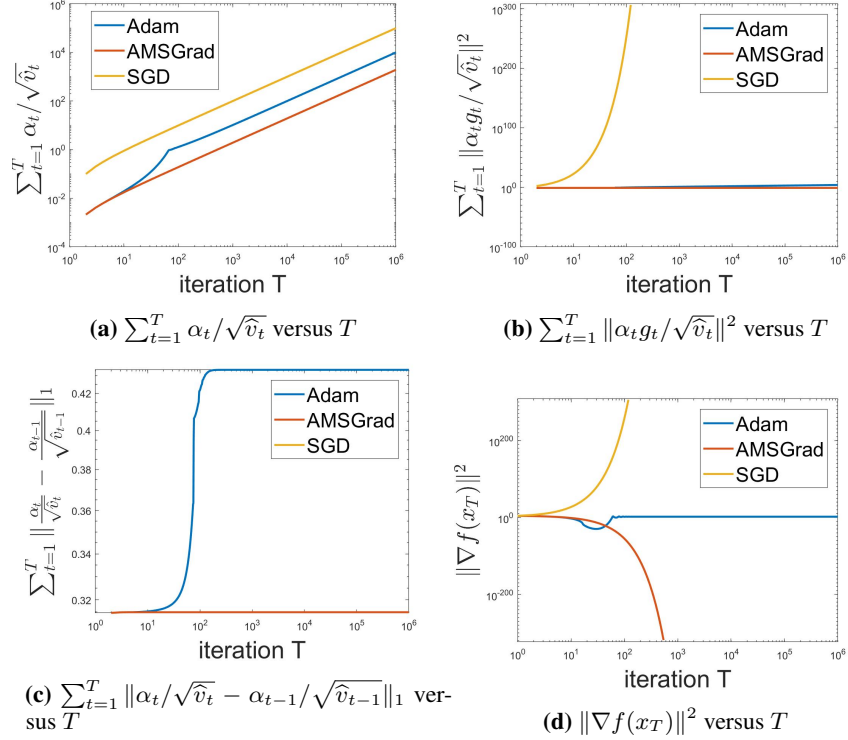 10^6
10^4
10^2
10^0
10^-2
10^-4
∑_{t=1}^T α_t/√v̂_t
Adam
AMSGrad
SGD
10^0 10^1 10^2 10^3 10^4 10^5 10^6
iteration T
(a) ∑_{t=1}^T α_t/√v̂_t versus T
10^300
10^200
10^100
10^0
10^-100
∑_{t=1}^T ‖α_t g_t/√v̂_t‖^2
Adam
AMSGrad
SGD
10^0 10^1 10^2 10^3 10^4 10^5 10^6
iteration T
(b) ∑_{t=1}^T ‖α_t g_t/√v̂_t‖^2 versus T
0.42
0.4
0.38
0.36
0.34
0.32
∑_{t=1}^T ‖α_t/√v̂_t − α_{t−1}/√v̂_{t−1}‖_1
Adam
AMSGrad
SGD
10^0 10^1 10^2 10^3 10^4 10^5 10^6
iteration T
(c) ∑_{t=1}^T ‖α_t/√v̂_t − α_{t−1}/√v̂_{t−1}‖_1 ver-
sus T
10^200
10^0
10^-200
‖∇f(x_T)‖^2
Adam
AMSGrad
SGD
10^0 10^1 10^2 10^3 10^4 10^5 10^6
iteration T
(d) ‖∇f(x_T)‖^2 versus T